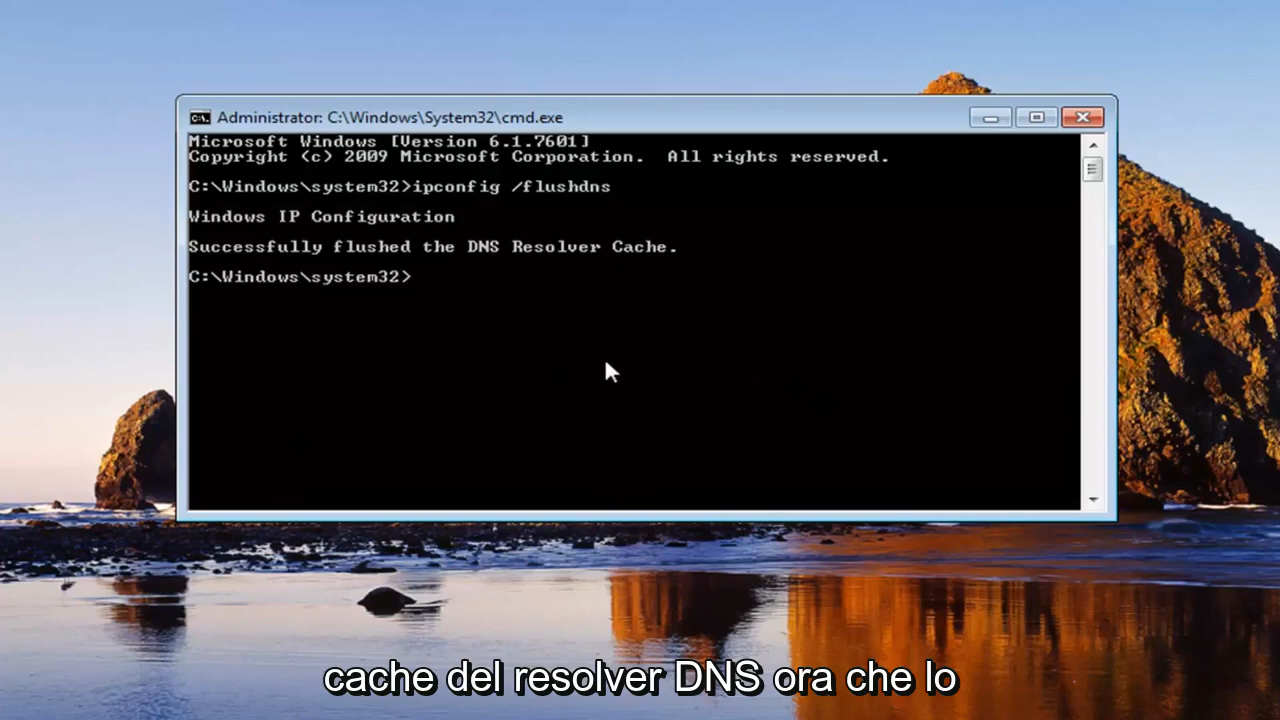 Administrator: C:\Windows\System32\cmd.exe
Microsoft Windows [Version 6.1.7601]
Copyright (c) 2009 Microsoft Corporation.  All rights reserved.
C:\Windows\system32>ipconfig /flushdns
Windows IP Configuration
Successfully flushed the DNS Resolver Cache.
C:\Windows\system32>
cache del resolver DNS ora che lo